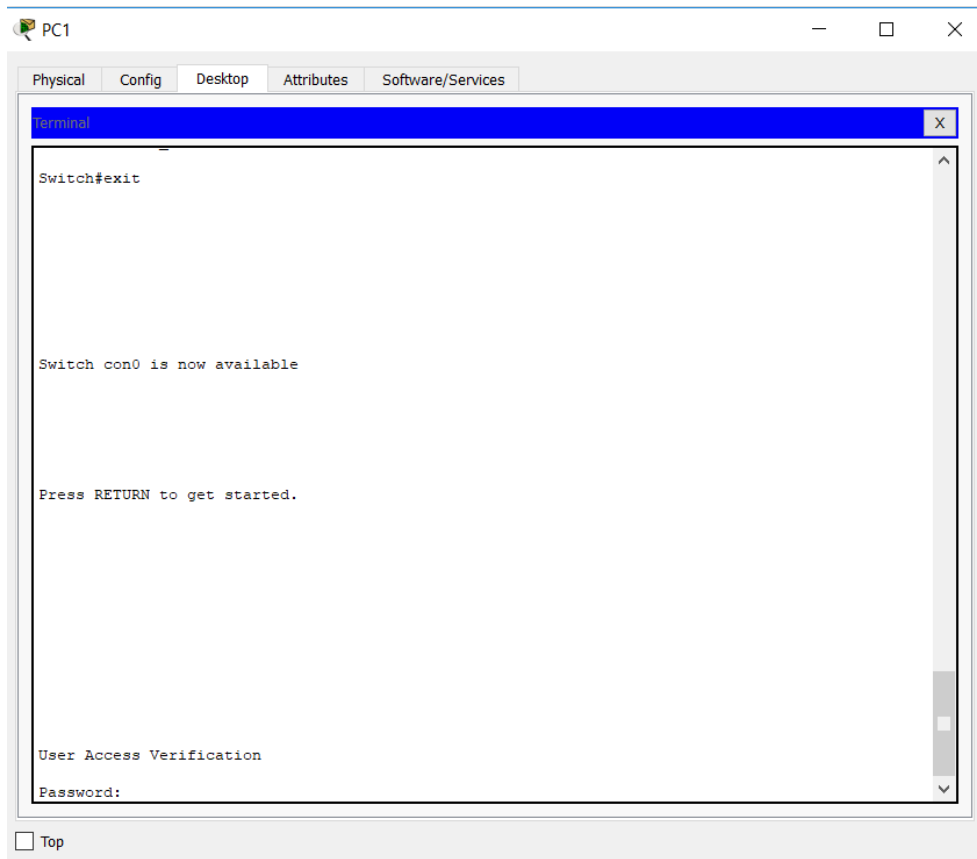 PC1
Physical Config Desktop Attributes Software/Services
Terminal X
Switch#exit
Switch con0 is now available
Press RETURN to get started.
User Access Verification
Password:
Top